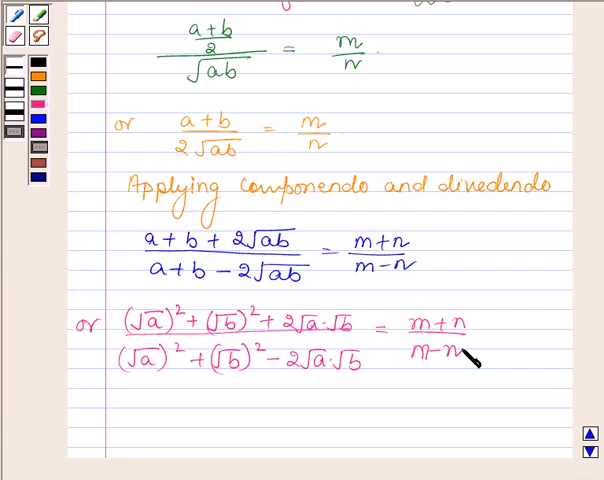 (a+b/2)/√ab = m/n.
or (a+b)/(2√ab) = m/n.
Applying componendo and dividendo
(a+b+2√ab)/(a+b-2√ab) = (m+n)/(m-n)
or ((√a)²+(√b)²+2√a·√b)/((√a)²+(√b)²-2√a·√b) = (m+n)/(m-n)